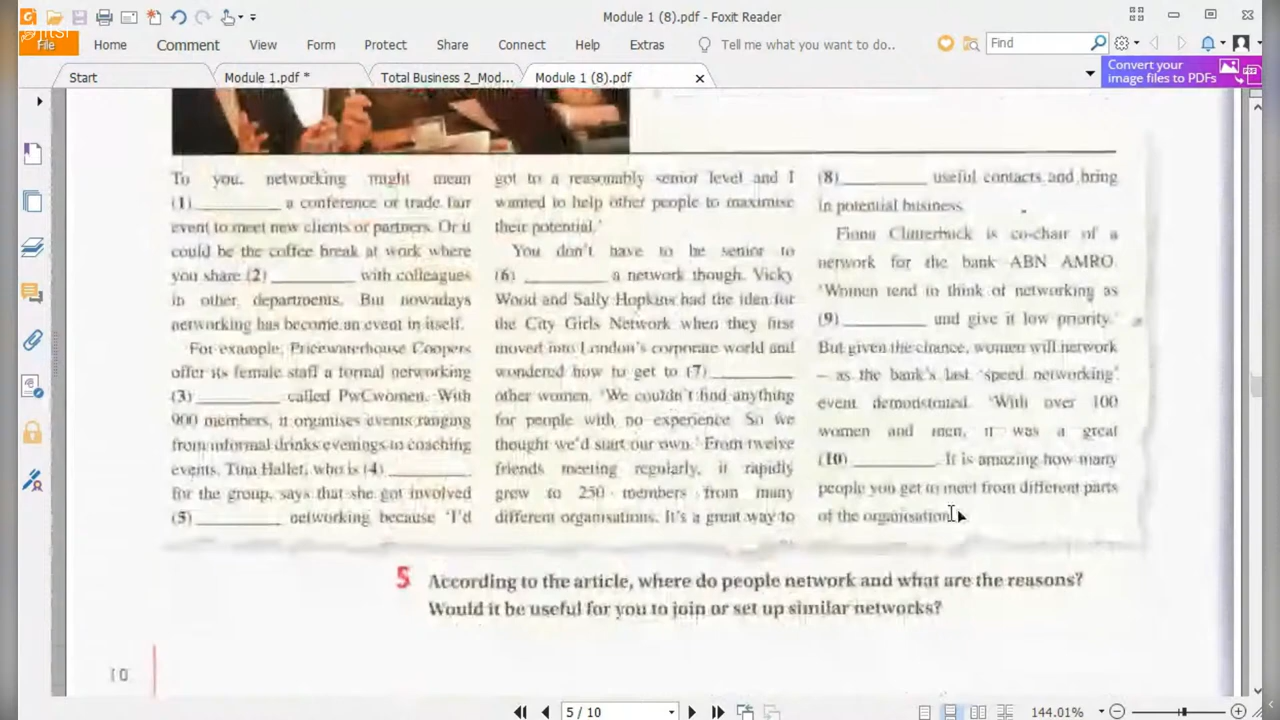 Module 1 (8).pdf - Foxit Reader
File Home Comment View Form Protect Share Connect Help Extras Tell me what you want to do.. Find
Start Module 1.pdf * Total Business 2_Mod... Module 1 (8).pdf
Convert your
image files to PDFs
To you, networking might mean
(1)__________ a conference or trade fair
event to meet new clients or partners. Or it
could be the coffee break at work where
you share (2)__________ with colleagues
in other departments. But nowadays
networking has become an event in itself.
For example, Pricewaterhouse Coopers
offer its female staff a formal networking
(3)__________ called PwCwomen. With
900 members, it organises events ranging
from informal drinks evenings to coaching
events. Tina Hallet, who is (4)__________
for the group, says that she got involved
(5)__________ networking because 'I'd
got to a reasonably senior level and I
wanted to help other people to maximise
their potential.'
You don't have to be senior to
(6)__________ a network though. Vicky
Wood and Sally Hopkins had the idea for
the City Girls Network when they first
moved into London's corporate world and
wondered how to get to (7)__________
other women. 'We couldn't find anything
for people with no experience. So we
thought we'd start our own.' From twelve
friends meeting regularly, it rapidly
grew to 250 members from many
different organisations. It's a great way to
(8)__________ useful contacts and bring
in potential business.
Fiona Clutterbuck is co-chair of a
network for the bank ABN AMRO.
'Women tend to think of networking as
(9)__________ and give it low priority.'
But given the chance, women will network
– as the bank's last 'speed networking'
event demonstrated. 'With over 100
women and men, it was a great
(10)__________. It is amazing how many
people you get to meet from different parts
of the organisation
5 According to the article, where do people network and what are the reasons?
Would it be useful for you to join or set up similar networks?
10
5 / 10
144.01%